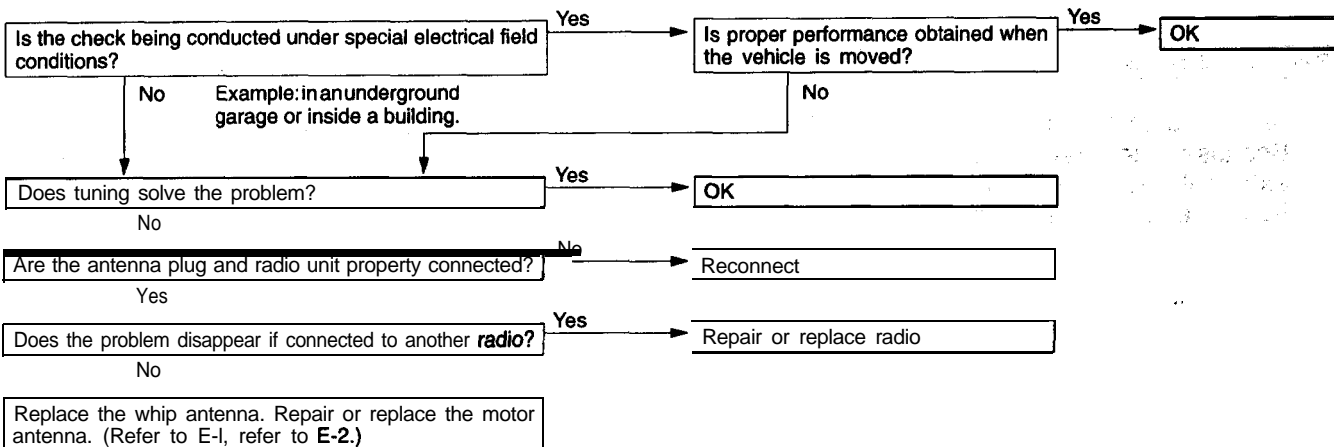 Is the check being conducted under special electrical field
conditions?
Yes
Is proper performance obtained when
the vehicle is moved?
Yes
OK
No
Example: in an underground
garage or inside a building.
No
Does tuning solve the problem?
Yes
OK
No
Are the antenna plug and radio unit property connected?
No
Reconnect
Yes
Does the problem disappear if connected to another radio?
Yes
Repair or replace radio
No
Replace the whip antenna. Repair or replace the motor
antenna. (Refer to E-l, refer to E-2.)